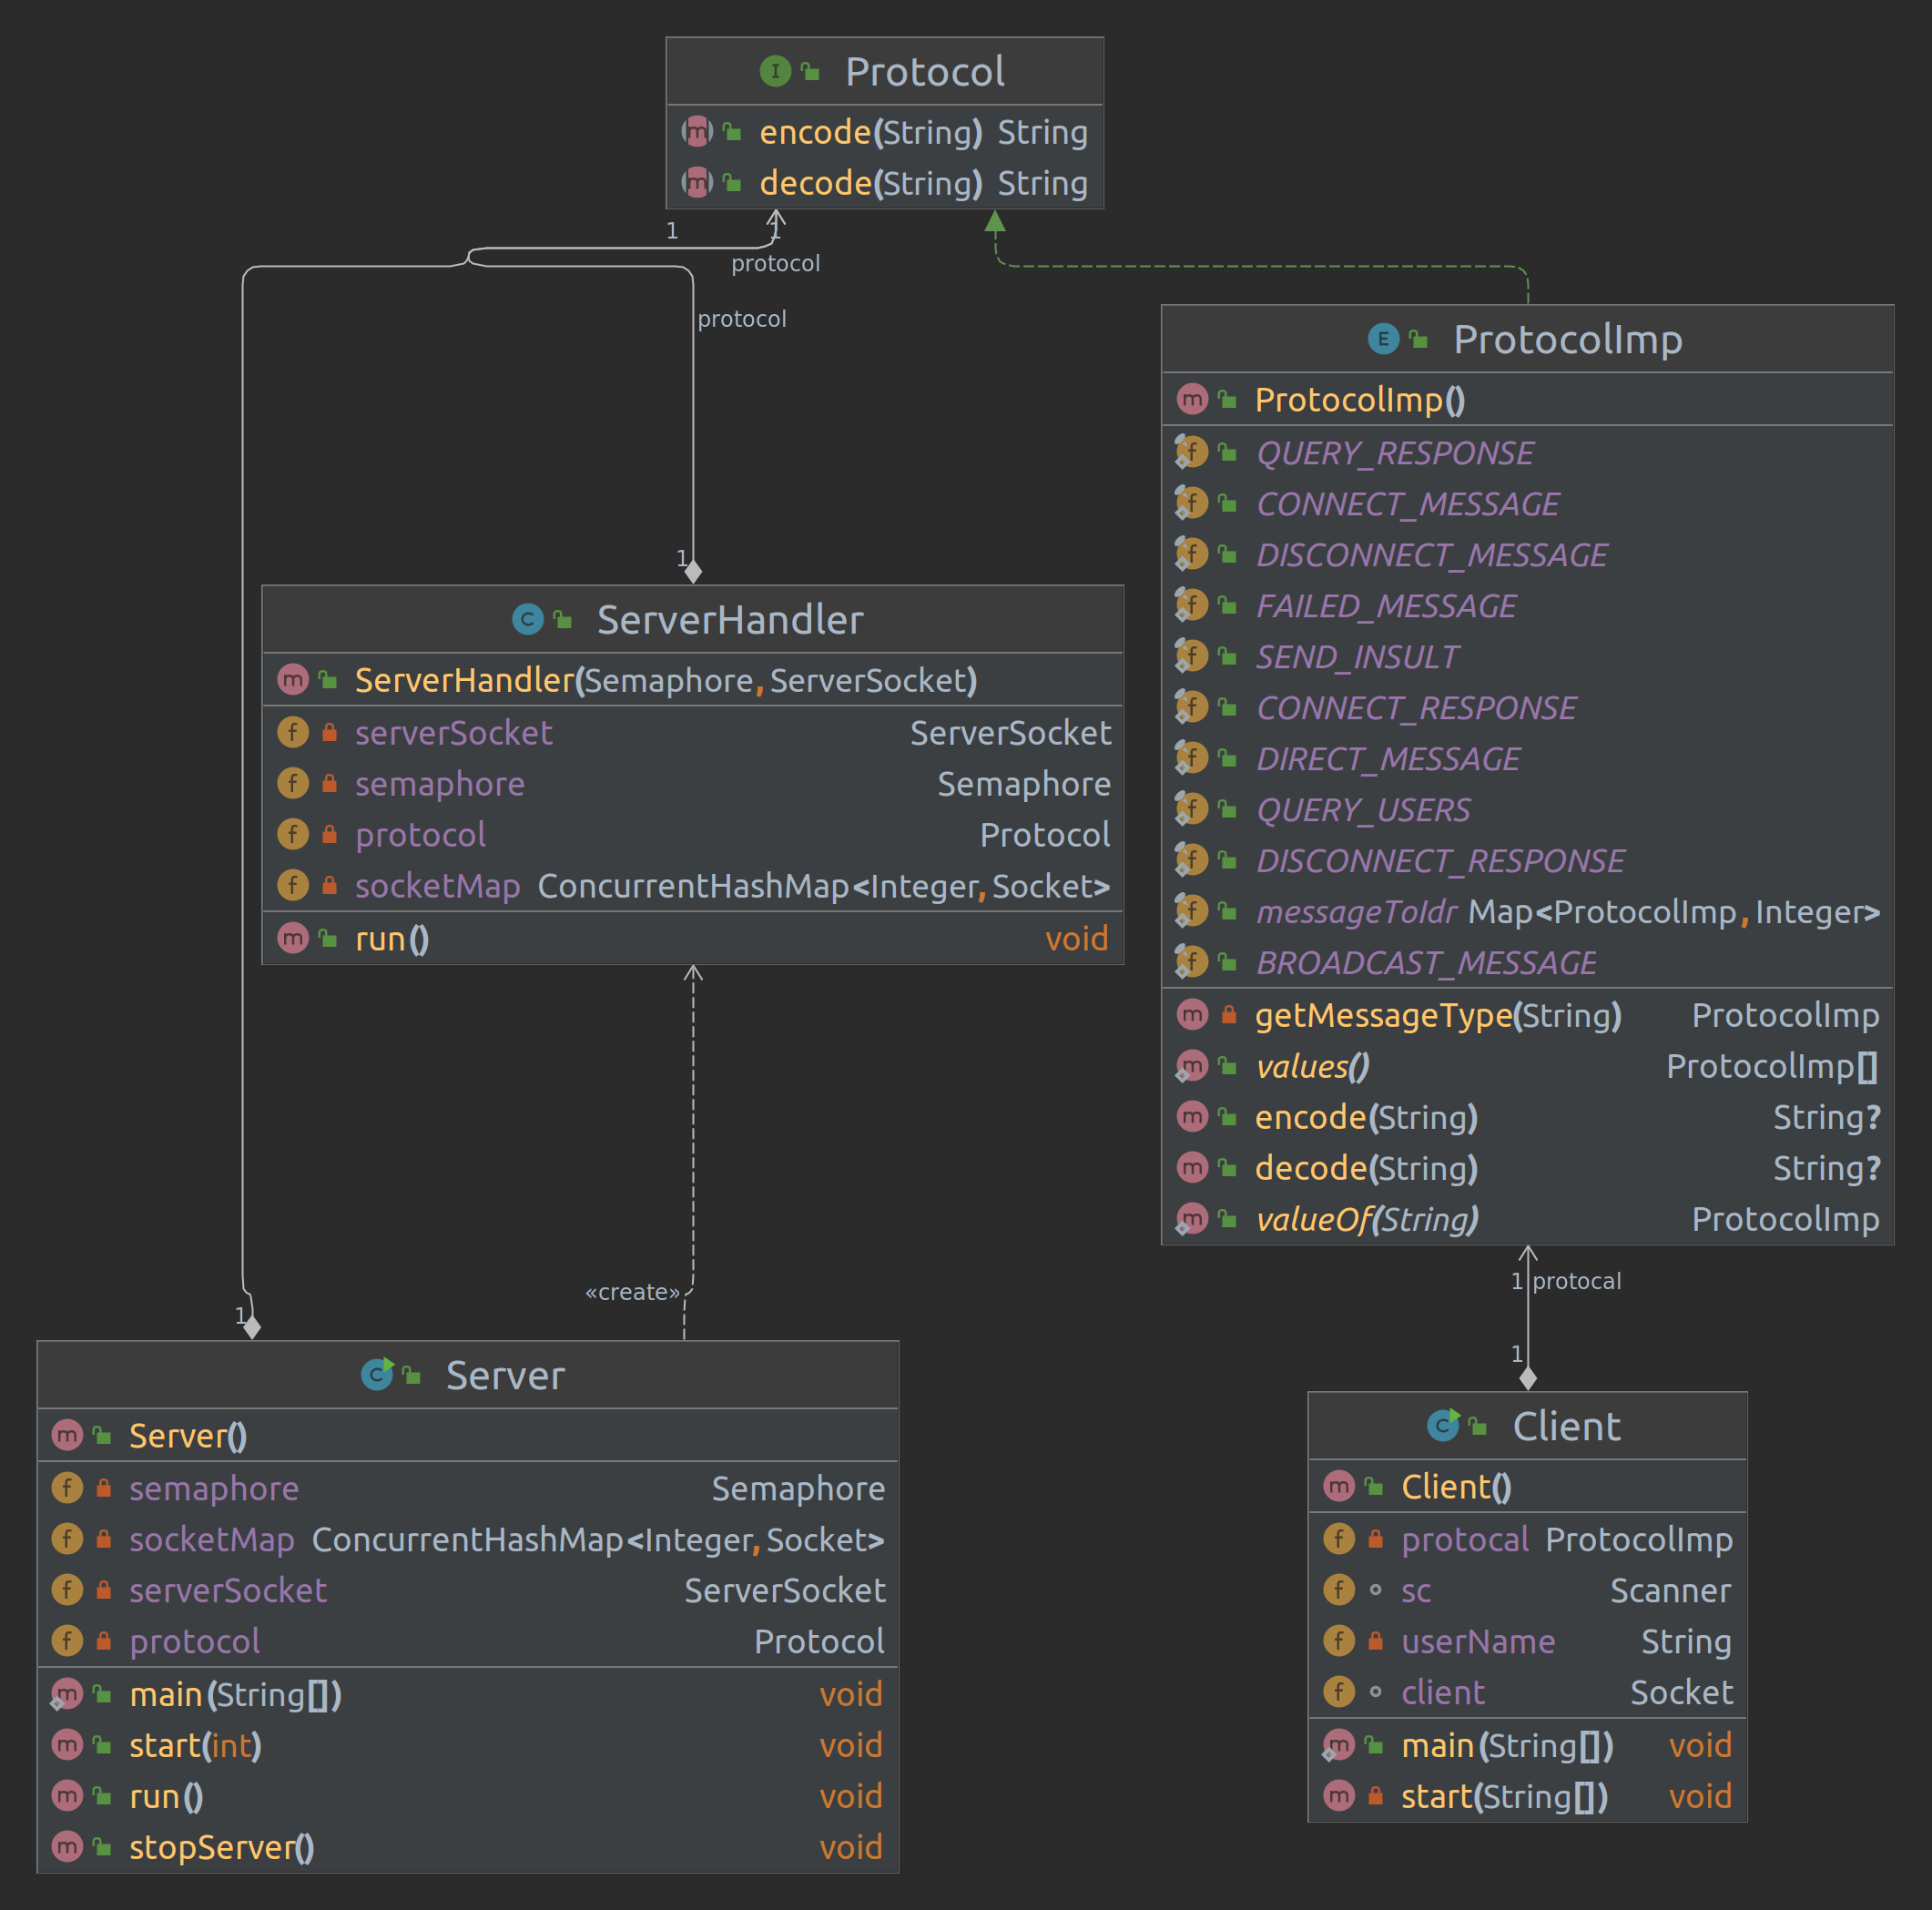 I Protocol
m encode(String) String
m decode(String) String
1
1
protocol
protocol
E ProtocolImp
m ProtocolImp()
f QUERY_RESPONSE
f CONNECT_MESSAGE
f DISCONNECT_MESSAGE
f FAILED_MESSAGE
f SEND_INSULT
f CONNECT_RESPONSE
f DIRECT_MESSAGE
f QUERY_USERS
f DISCONNECT_RESPONSE
f messageToIdr Map<ProtocolImp, Integer>
f BROADCAST_MESSAGE
m getMessageType(String) ProtocolImp
m values() ProtocolImp[]
m encode(String) String?
m decode(String) String?
m valueOf(String) ProtocolImp
1
C ServerHandler
m ServerHandler(Semaphore, ServerSocket)
f serverSocket ServerSocket
f semaphore Semaphore
f protocol Protocol
f socketMap ConcurrentHashMap<Integer, Socket>
m run() void
«create»
1
1 protocal
1
C Server
m Server()
f semaphore Semaphore
f socketMap ConcurrentHashMap<Integer, Socket>
f serverSocket ServerSocket
f protocol Protocol
m main(String[]) void
m start(int) void
m run() void
m stopServer() void
C Client
m Client()
f protocal ProtocolImp
f sc Scanner
f userName String
f client Socket
m main(String[]) void
m start(String[]) void